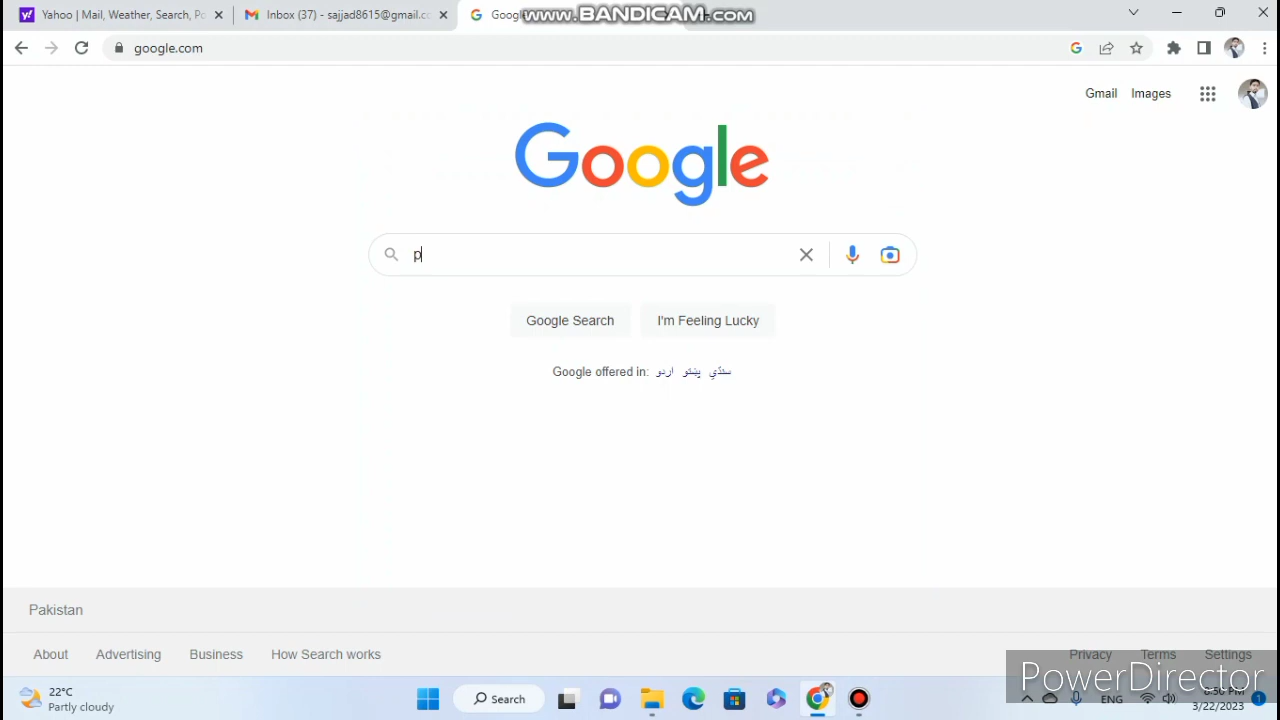 Yahoo | Mail, Weather, Search, Po
Inbox (37) - sajjad8615@gmail.co
Google
www.BANDICAM.com
google.com
Gmail
Images
Google
p
Google Search
I'm Feeling Lucky
Google offered in: اردو پښتو سنڌي
Pakistan
About
Advertising
Business
How Search works
Privacy
Terms
Settings
PowerDirector
22°C
Partly cloudy
Search
ENG
3/22/2023
1